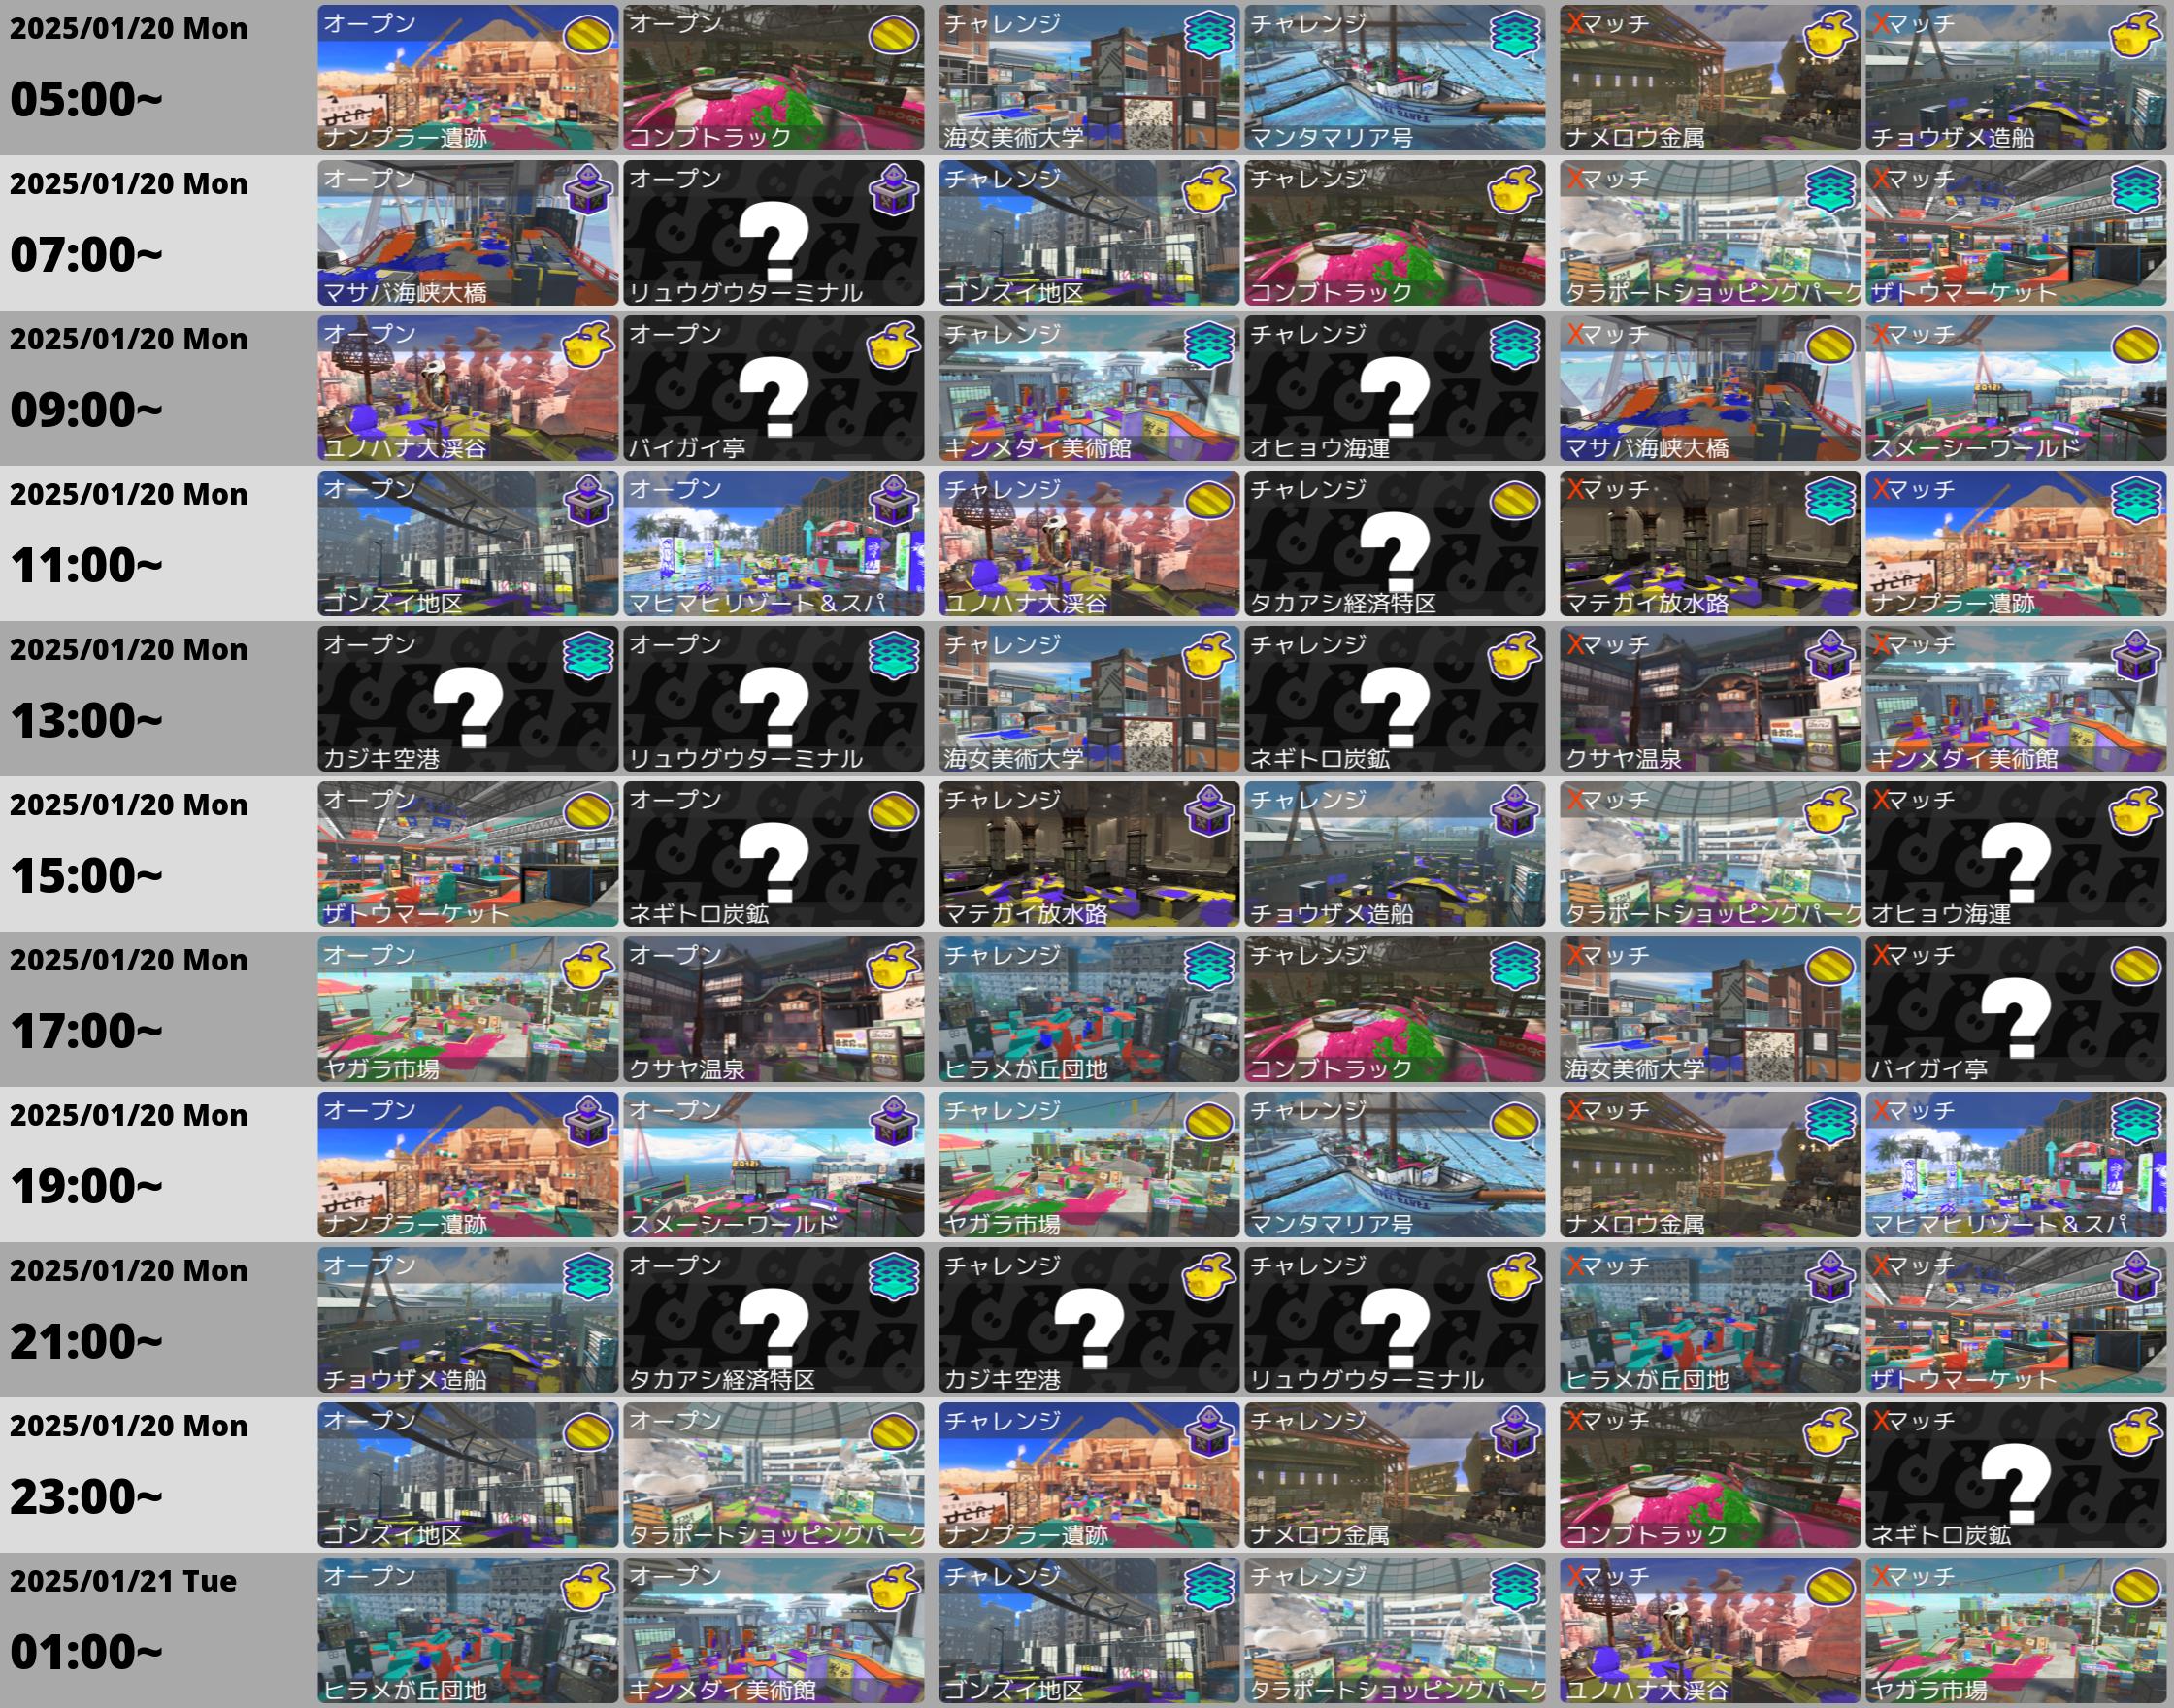 2025/01/20 Mon
05:00~
オープン
ナンプラー遺跡
オープン
コンブトラック
チャレンジ
海女美術大学
チャレンジ
マンタマリア号
Xマッチ
ナメロウ金属
Xマッチ
チョウザメ造船
2025/01/20 Mon
07:00~
オープン
マサバ海峡大橋
オープン
?
リュウグウターミナル
チャレンジ
ゴンズイ地区
チャレンジ
コンブトラック
Xマッチ
タラポートショッピングパーク
Xマッチ
ザトウマーケット
2025/01/20 Mon
09:00~
オープン
ユノハナ大渓谷
オープン
?
バイガイ亭
チャレンジ
キンメダイ美術館
チャレンジ
?
オヒョウ海運
Xマッチ
マサバ海峡大橋
Xマッチ
スメーシーワールド
2025/01/20 Mon
11:00~
オープン
ゴンズイ地区
オープン
マヒマヒリゾート&スパ
チャレンジ
ユノハナ大渓谷
チャレンジ
?
タカアシ経済特区
Xマッチ
マテガイ放水路
Xマッチ
ナンプラー遺跡
2025/01/20 Mon
13:00~
オープン
?
カジキ空港
オープン
?
リュウグウターミナル
チャレンジ
海女美術大学
チャレンジ
?
ネギトロ炭鉱
Xマッチ
クサヤ温泉
Xマッチ
キンメダイ美術館
2025/01/20 Mon
15:00~
オープン
ザトウマーケット
オープン
?
ネギトロ炭鉱
チャレンジ
マテガイ放水路
チャレンジ
チョウザメ造船
Xマッチ
タラポートショッピングパーク
Xマッチ
?
オヒョウ海運
2025/01/20 Mon
17:00~
オープン
ヤガラ市場
オープン
クサヤ温泉
チャレンジ
ヒラメが丘団地
チャレンジ
コンブトラック
Xマッチ
海女美術大学
Xマッチ
?
バイガイ亭
2025/01/20 Mon
19:00~
オープン
ナンプラー遺跡
オープン
スメーシーワールド
チャレンジ
ヤガラ市場
チャレンジ
マンタマリア号
Xマッチ
ナメロウ金属
Xマッチ
マヒマヒリゾート&スパ
2025/01/20 Mon
21:00~
オープン
チョウザメ造船
オープン
?
タカアシ経済特区
チャレンジ
?
カジキ空港
チャレンジ
?
リュウグウターミナル
Xマッチ
ヒラメが丘団地
Xマッチ
ザトウマーケット
2025/01/20 Mon
23:00~
オープン
ゴンズイ地区
オープン
タラポートショッピングパーク
チャレンジ
ナンプラー遺跡
チャレンジ
ナメロウ金属
Xマッチ
コンブトラック
Xマッチ
?
ネギトロ炭鉱
2025/01/21 Tue
01:00~
オープン
ヒラメが丘団地
オープン
キンメダイ美術館
チャレンジ
ゴンズイ地区
チャレンジ
タラポートショッピングパーク
Xマッチ
ユノハナ大渓谷
Xマッチ
ヤガラ市場